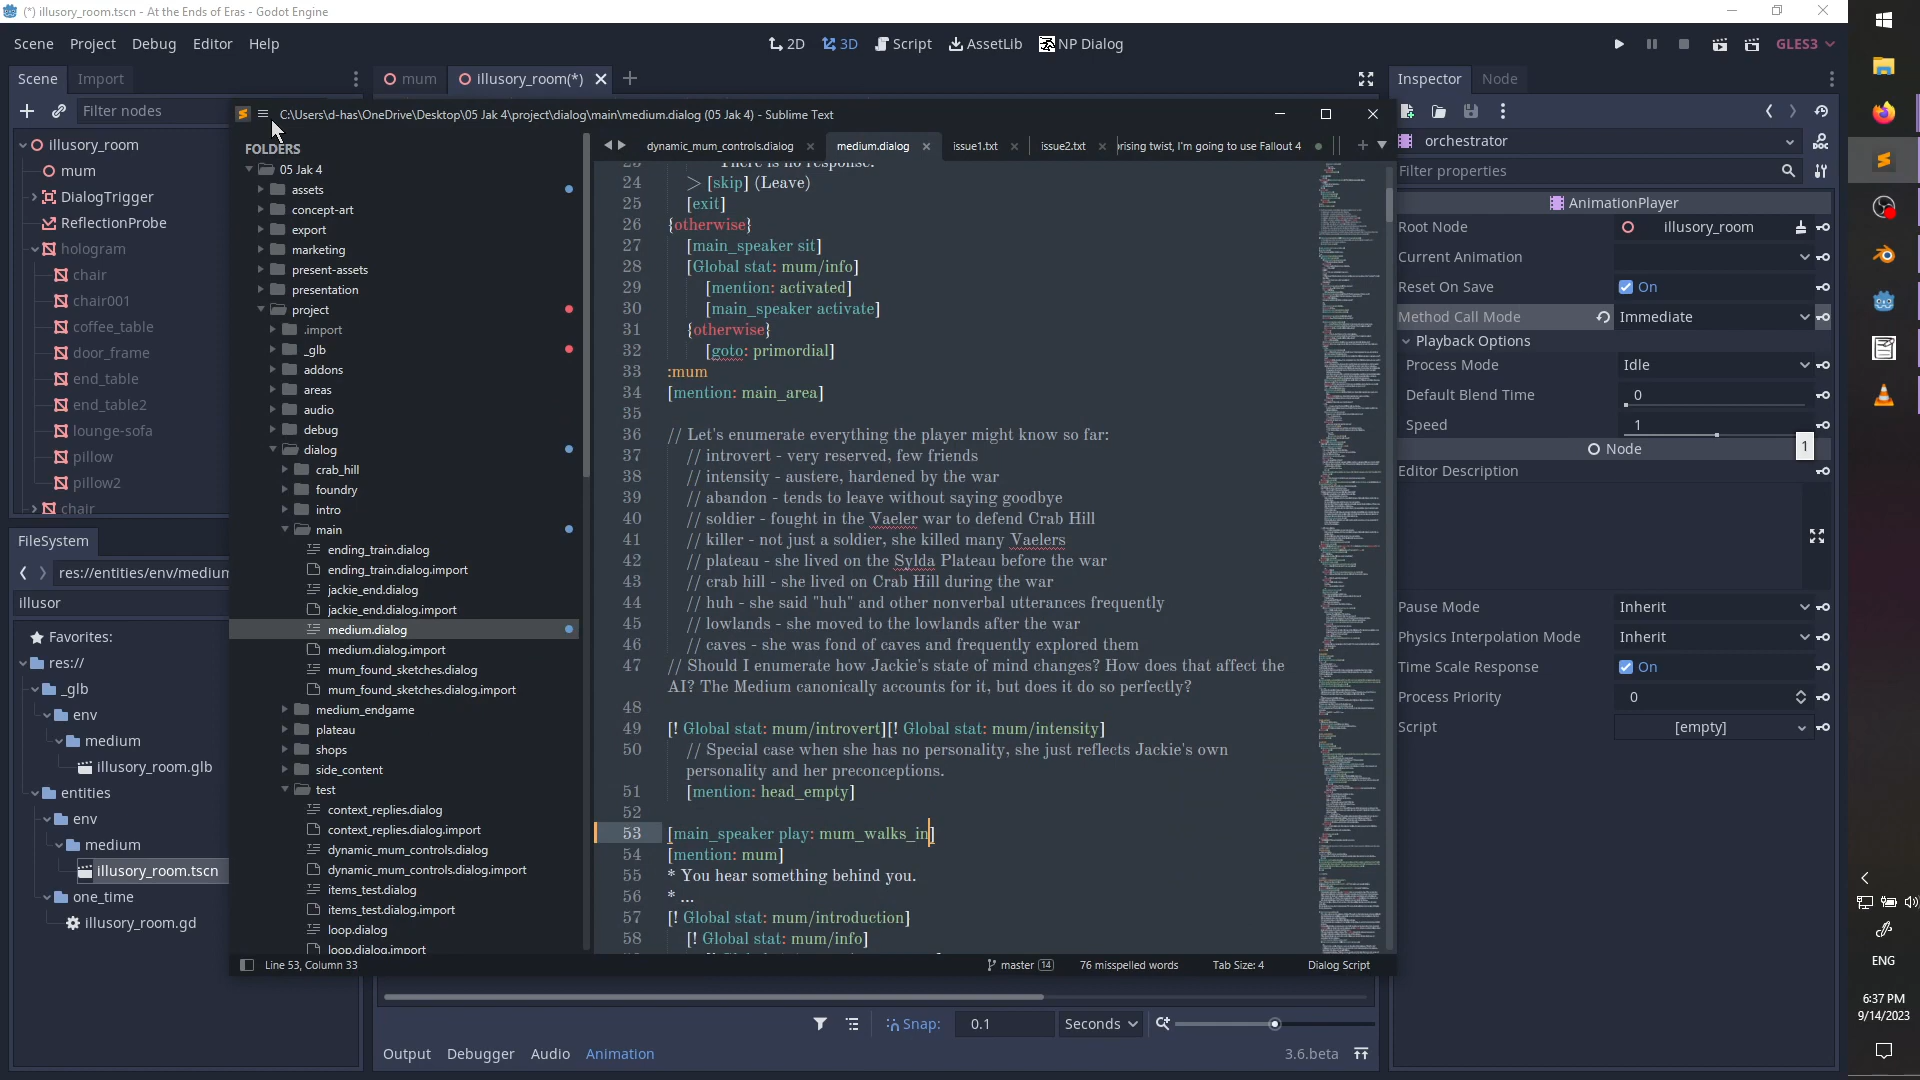 (*) illusory_room.tscn - At the Ends of Eras - Godot Engine
Scene Project Debug Editor Help
2D 3D Script AssetLib NP Dialog
GLES3
Scene Import
mum illusory_room(*)
Inspector Node
Filter nodes
illusory_room
mum
DialogTrigger
ReflectionProbe
hologram
chair
chair001
coffee_table
door_frame
end_table
end_table2
lounge-sofa
pillow
pillow2
chair
FileSystem
res://entities/env/medium
illusor
Favorites:
res://
_glb
env
medium
illusory_room.glb
entities
env
medium
illusory_room.tscn
one_time
illusory_room.gd
C:\Users\d-has\OneDrive\Desktop\05 Jak 4\project\dialog\main\medium.dialog (05 Jak 4) - Sublime Text
FOLDERS
05 Jak 4
assets
concept-art
export
marketing
present-assets
presentation
project
.import
_glb
addons
areas
audio
debug
dialog
crab_hill
foundry
intro
main
ending_train.dialog
ending_train.dialog.import
jackie_end.dialog
jackie_end.dialog.import
medium.dialog
medium.dialog.import
mum_found_sketches.dialog
mum_found_sketches.dialog.import
medium_endgame
plateau
shops
side_content
test
context_replies.dialog
context_replies.dialog.import
dynamic_mum_controls.dialog
dynamic_mum_controls.dialog.import
items_test.dialog
items_test.dialog.import
loop.dialog
loop.dialog.import
dynamic_mum_controls.dialog medium.dialog issue1.txt issue2.txt rising twist, I'm going to use Fallout 4
There is no response.
24 > [skip] (Leave)
25 [exit]
26 {otherwise}
27 [main_speaker sit]
28 [Global stat: mum/info]
29 [mention: activated]
30 [main_speaker activate]
31 {otherwise}
32 [goto: primordial]
33 :mum
34 [mention: main_area]
35
36 // Let's enumerate everything the player might know so far:
37 // introvert - very reserved, few friends
38 // intensity - austere, hardened by the war
39 // abandon - tends to leave without saying goodbye
40 // soldier - fought in the Vaeler war to defend Crab Hill
41 // killer - not just a soldier, she killed many Vaelers
42 // plateau - she lived on the Sylda Plateau before the war
43 // crab hill - she lived on Crab Hill during the war
44 // huh - she said "huh" and other nonverbal utterances frequently
45 // lowlands - she moved to the lowlands after the war
46 // caves - she was fond of caves and frequently explored them
47 // Should I enumerate how Jackie's state of mind changes? How does that affect the
AI? The Medium canonically accounts for it, but does it do so perfectly?
48
49 [! Global stat: mum/introvert][! Global stat: mum/intensity]
50 // Special case when she has no personality, she just reflects Jackie's own
personality and her preconceptions.
51 [mention: head_empty]
52
53 [main_speaker play: mum_walks_in]
54 [mention: mum]
55 * You hear something behind you.
56 * ...
57 [! Global stat: mum/introduction]
58 [! Global stat: mum/info]
Line 53, Column 33
master 14 76 misspelled words Tab Size: 4 Dialog Script
orchestrator
Filter properties
AnimationPlayer
Root Node illusory_room
Current Animation
Reset On Save On
Method Call Mode Immediate
Playback Options
Process Mode Idle
Default Blend Time 0
Speed 1
1
Node
Editor Description
Pause Mode Inherit
Physics Interpolation Mode Inherit
Time Scale Response On
Process Priority 0
Script [empty]
Snap: 0.1 Seconds
Output Debugger Audio Animation
3.6.beta
ENG
6:37 PM
9/14/2023